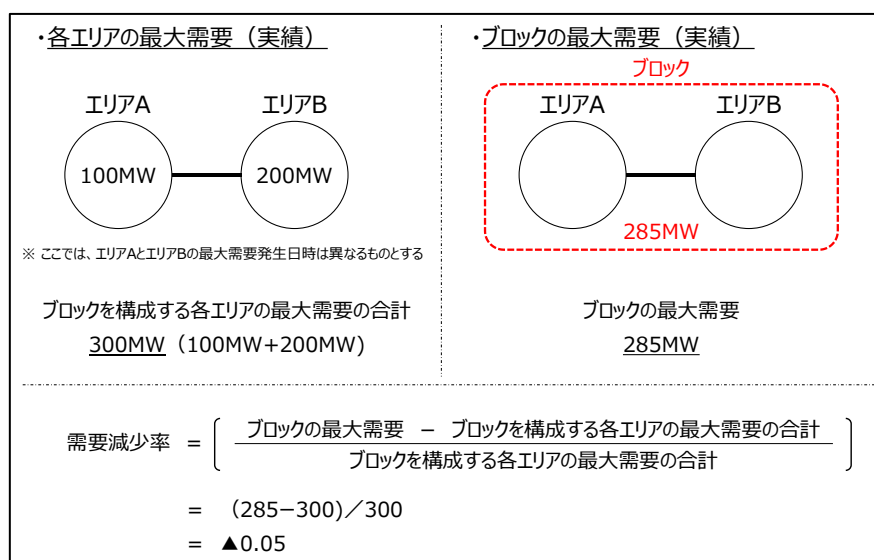 ・各エリアの最大需要（実績）
エリアA
エリアB
100MW
200MW
※ ここでは、エリアAとエリアBの最大需要発生日時は異なるものとする
ブロックを構成する各エリアの最大需要の合計
300MW（100MW+200MW）
・ブロックの最大需要（実績）
ブロック
エリアA
エリアB
285MW
ブロックの最大需要
285MW
需要減少率 = ( ブロックの最大需要 − ブロックを構成する各エリアの最大需要の合計
ブロックを構成する各エリアの最大需要の合計 )
= (285−300)／300
= ▲0.05